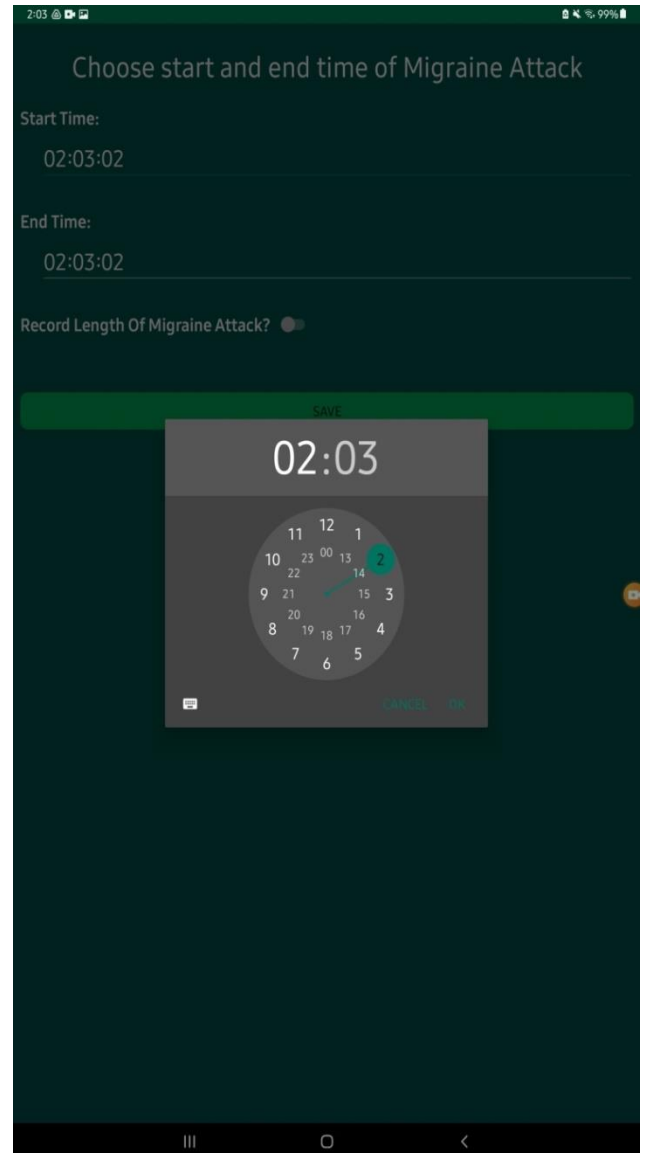 2:03 99%
Choose start and end time of Migraine Attack
Start Time:
02:03:02
End Time:
02:03:02
Record Length Of Migraine Attack?
SAVE
02:03
12
11 1
00
23 13
10 2
22 14
9 21 15 3
20 16
8 4
19 18 17
7 5
6
CANCEL OK